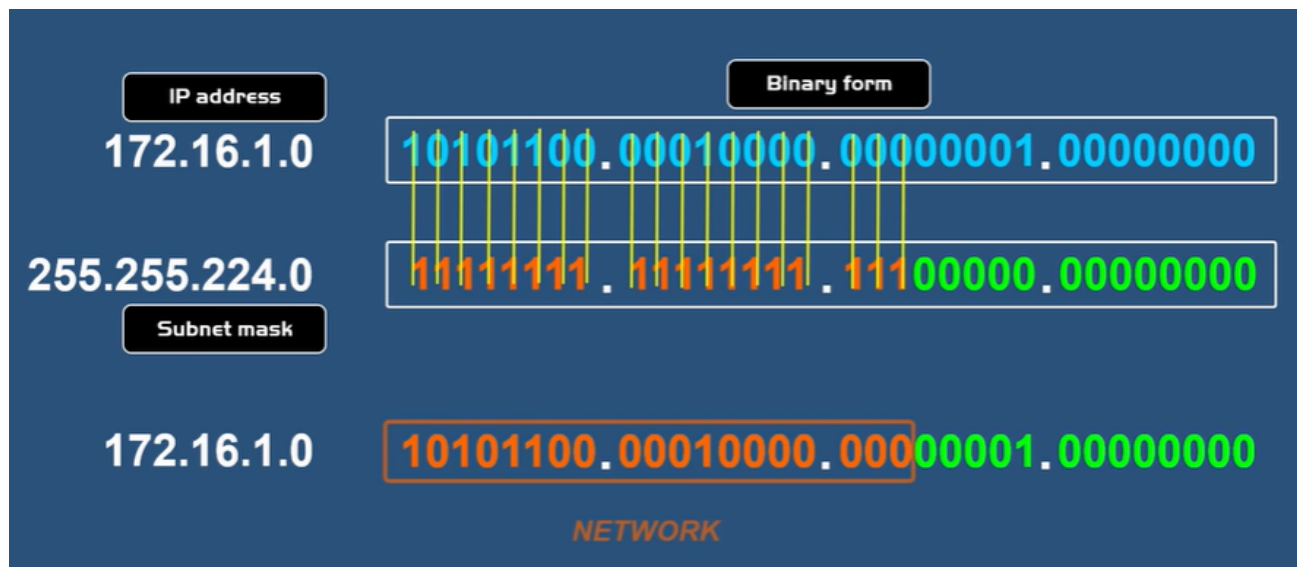 IP address
Binary form
172.16.1.0 10101100.00010000.00000001.00000000
255.255.224.0 11111111.11111111.11100000.00000000
Subnet mask
172.16.1.0 10101100.00010000.00000001.00000000
NETWORK